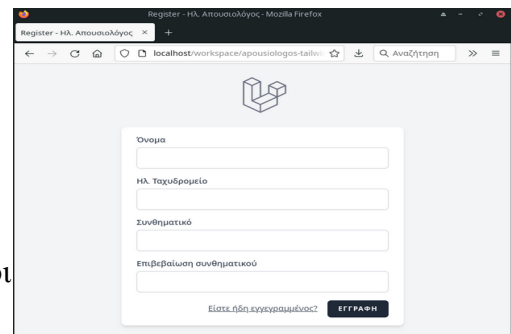 Register - Ηλ. Απουσιολόγος - Mozilla Firefox
Register - Ηλ. Απουσιολόγος × +
localhost/workspace/apousiologos-tailwi Αναζήτηση
Όνομα
Ηλ. Ταχυδρομείο
Συνθηματικό
Επιβεβαίωση συνθηματικού
Είστε ήδη εγγεγραμμένος? ΕΓΓΡΑΦΗ